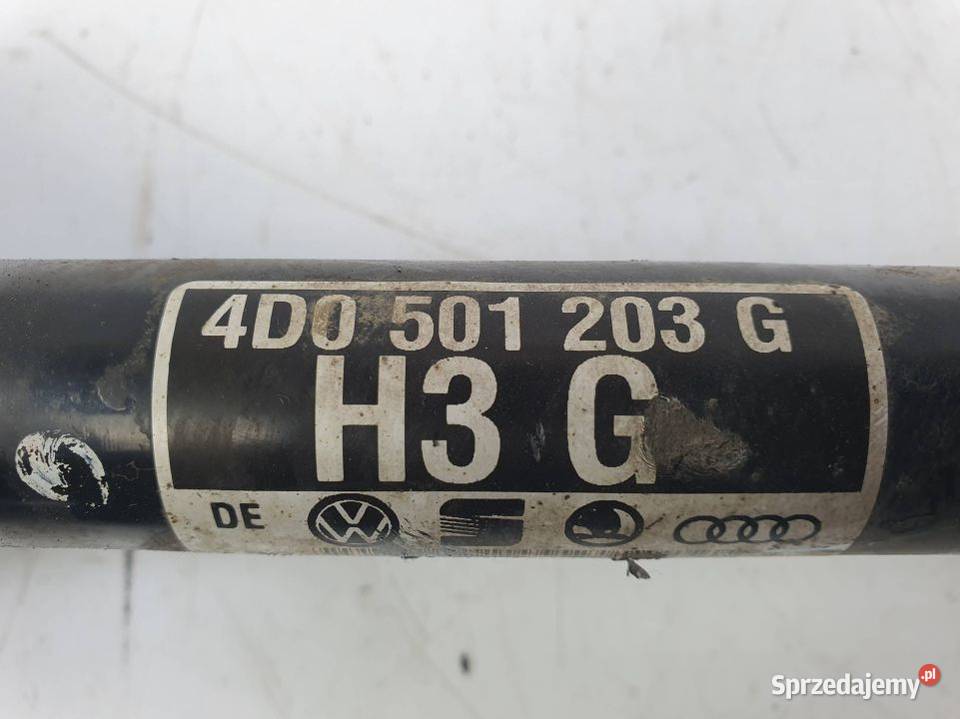 4D0 501 203 G
H3 G
DE
Sprzedajemy.pl